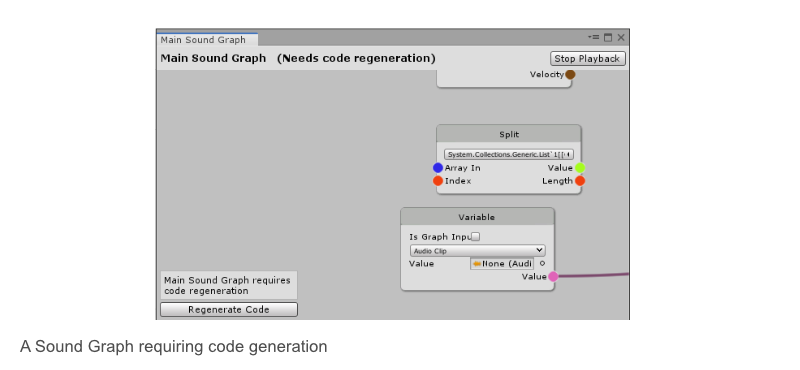 Main Sound Graph
Main Sound Graph (Needs code regeneration)
Stop Playback
Velocity
Split
System.Collections.Generic.List`1[[
Array In
Value
Index
Length
Variable
Is Graph Inpu
Audio Clip
Value
None (Audi
Value
Main Sound Graph requires
code regeneration
Regenerate Code
A Sound Graph requiring code generation